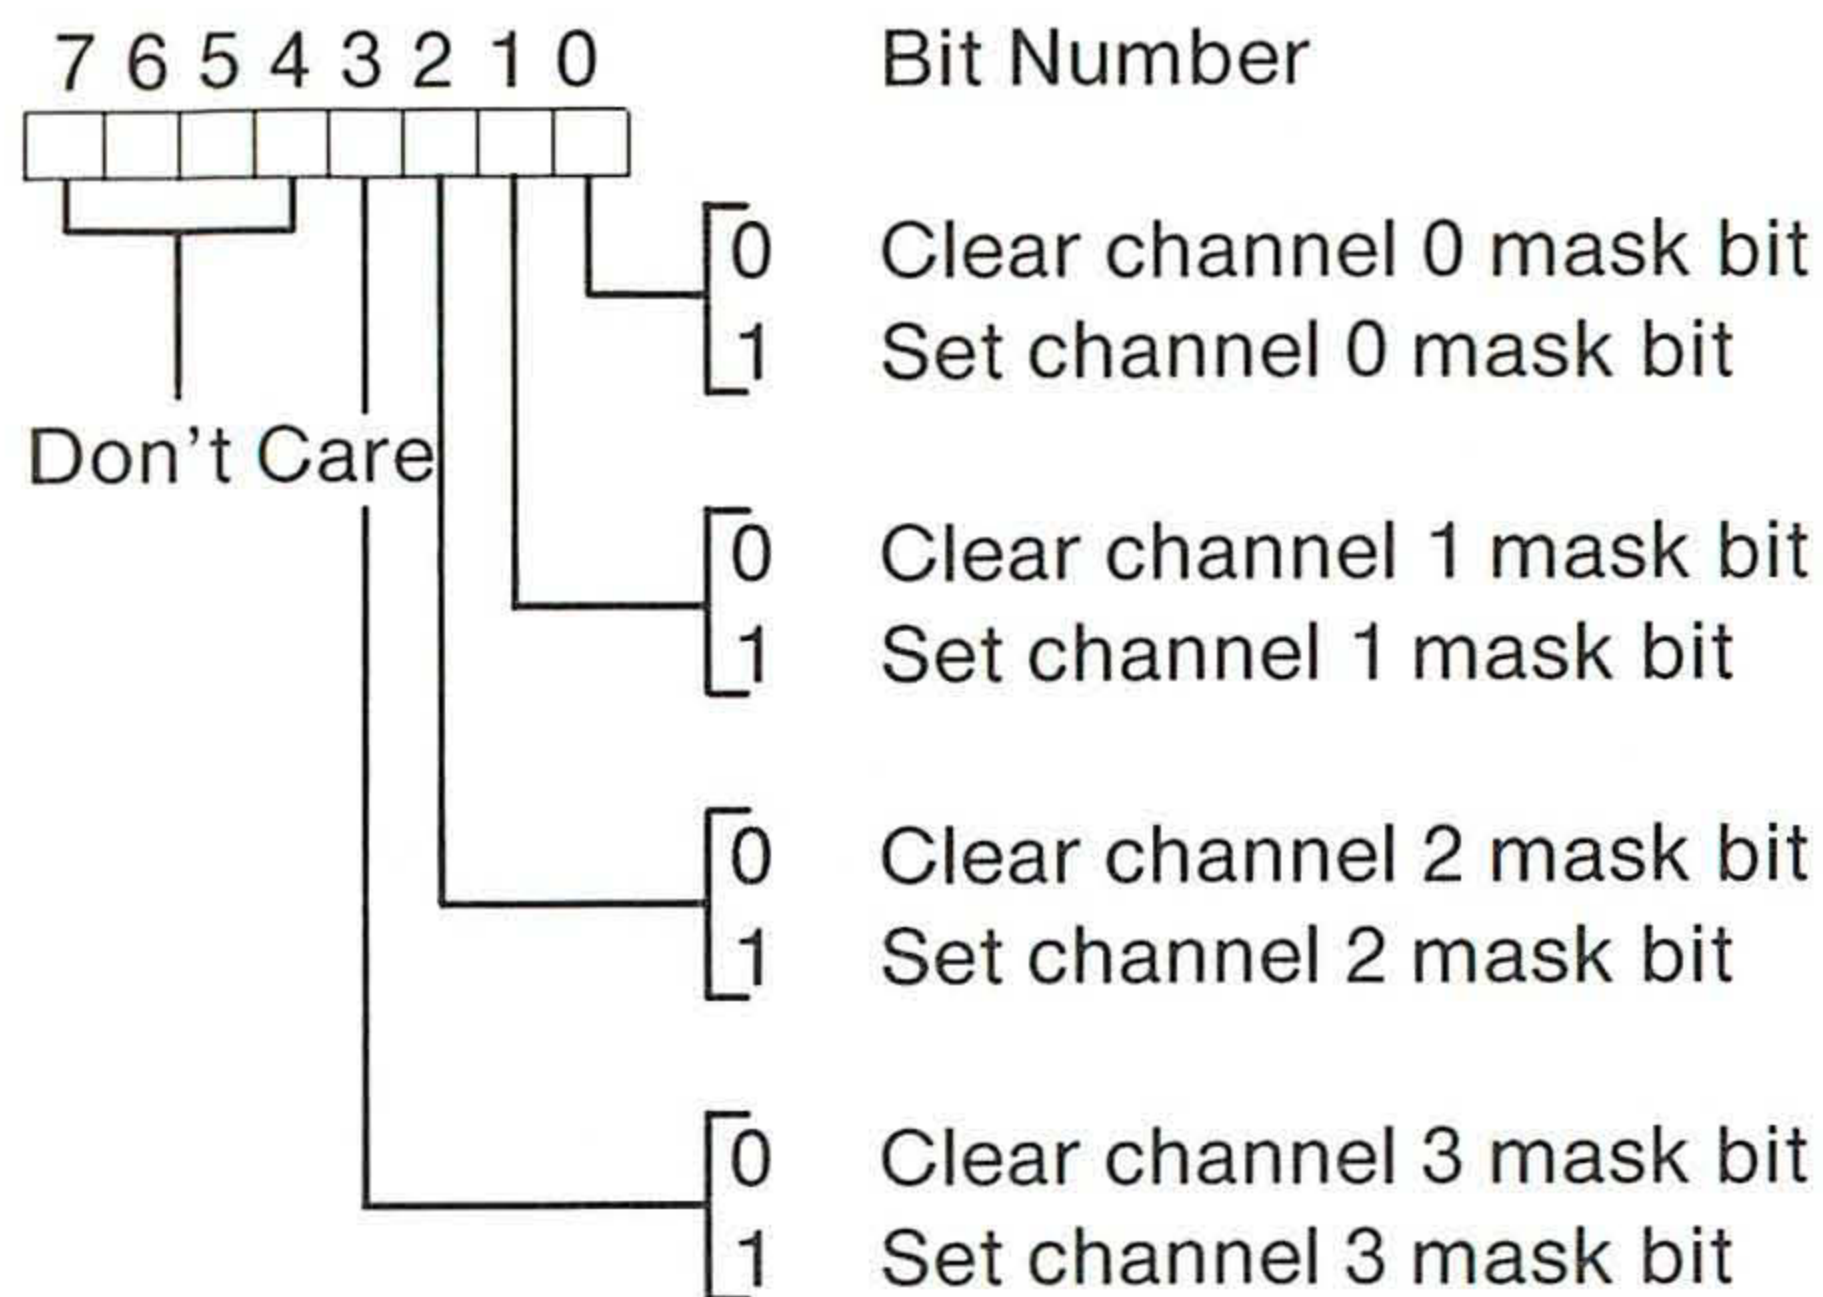 7 6 5 4 3 2 1 0 Bit Number
0 Clear channel 0 mask bit
1 Set channel 0 mask bit
Don't Care
0 Clear channel 1 mask bit
1 Set channel 1 mask bit
0 Clear channel 2 mask bit
1 Set channel 2 mask bit
0 Clear channel 3 mask bit
1 Set channel 3 mask bit